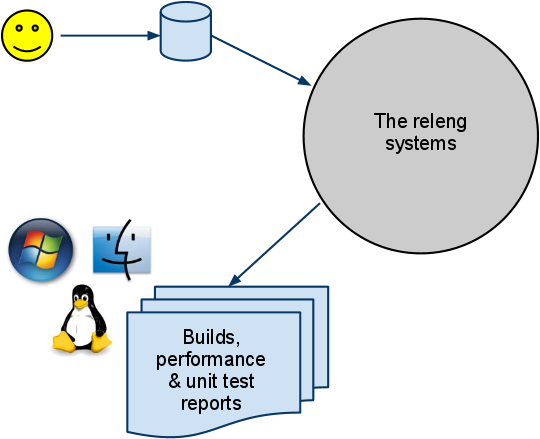 The releng
systems
Builds,
performance
& unit test
reports